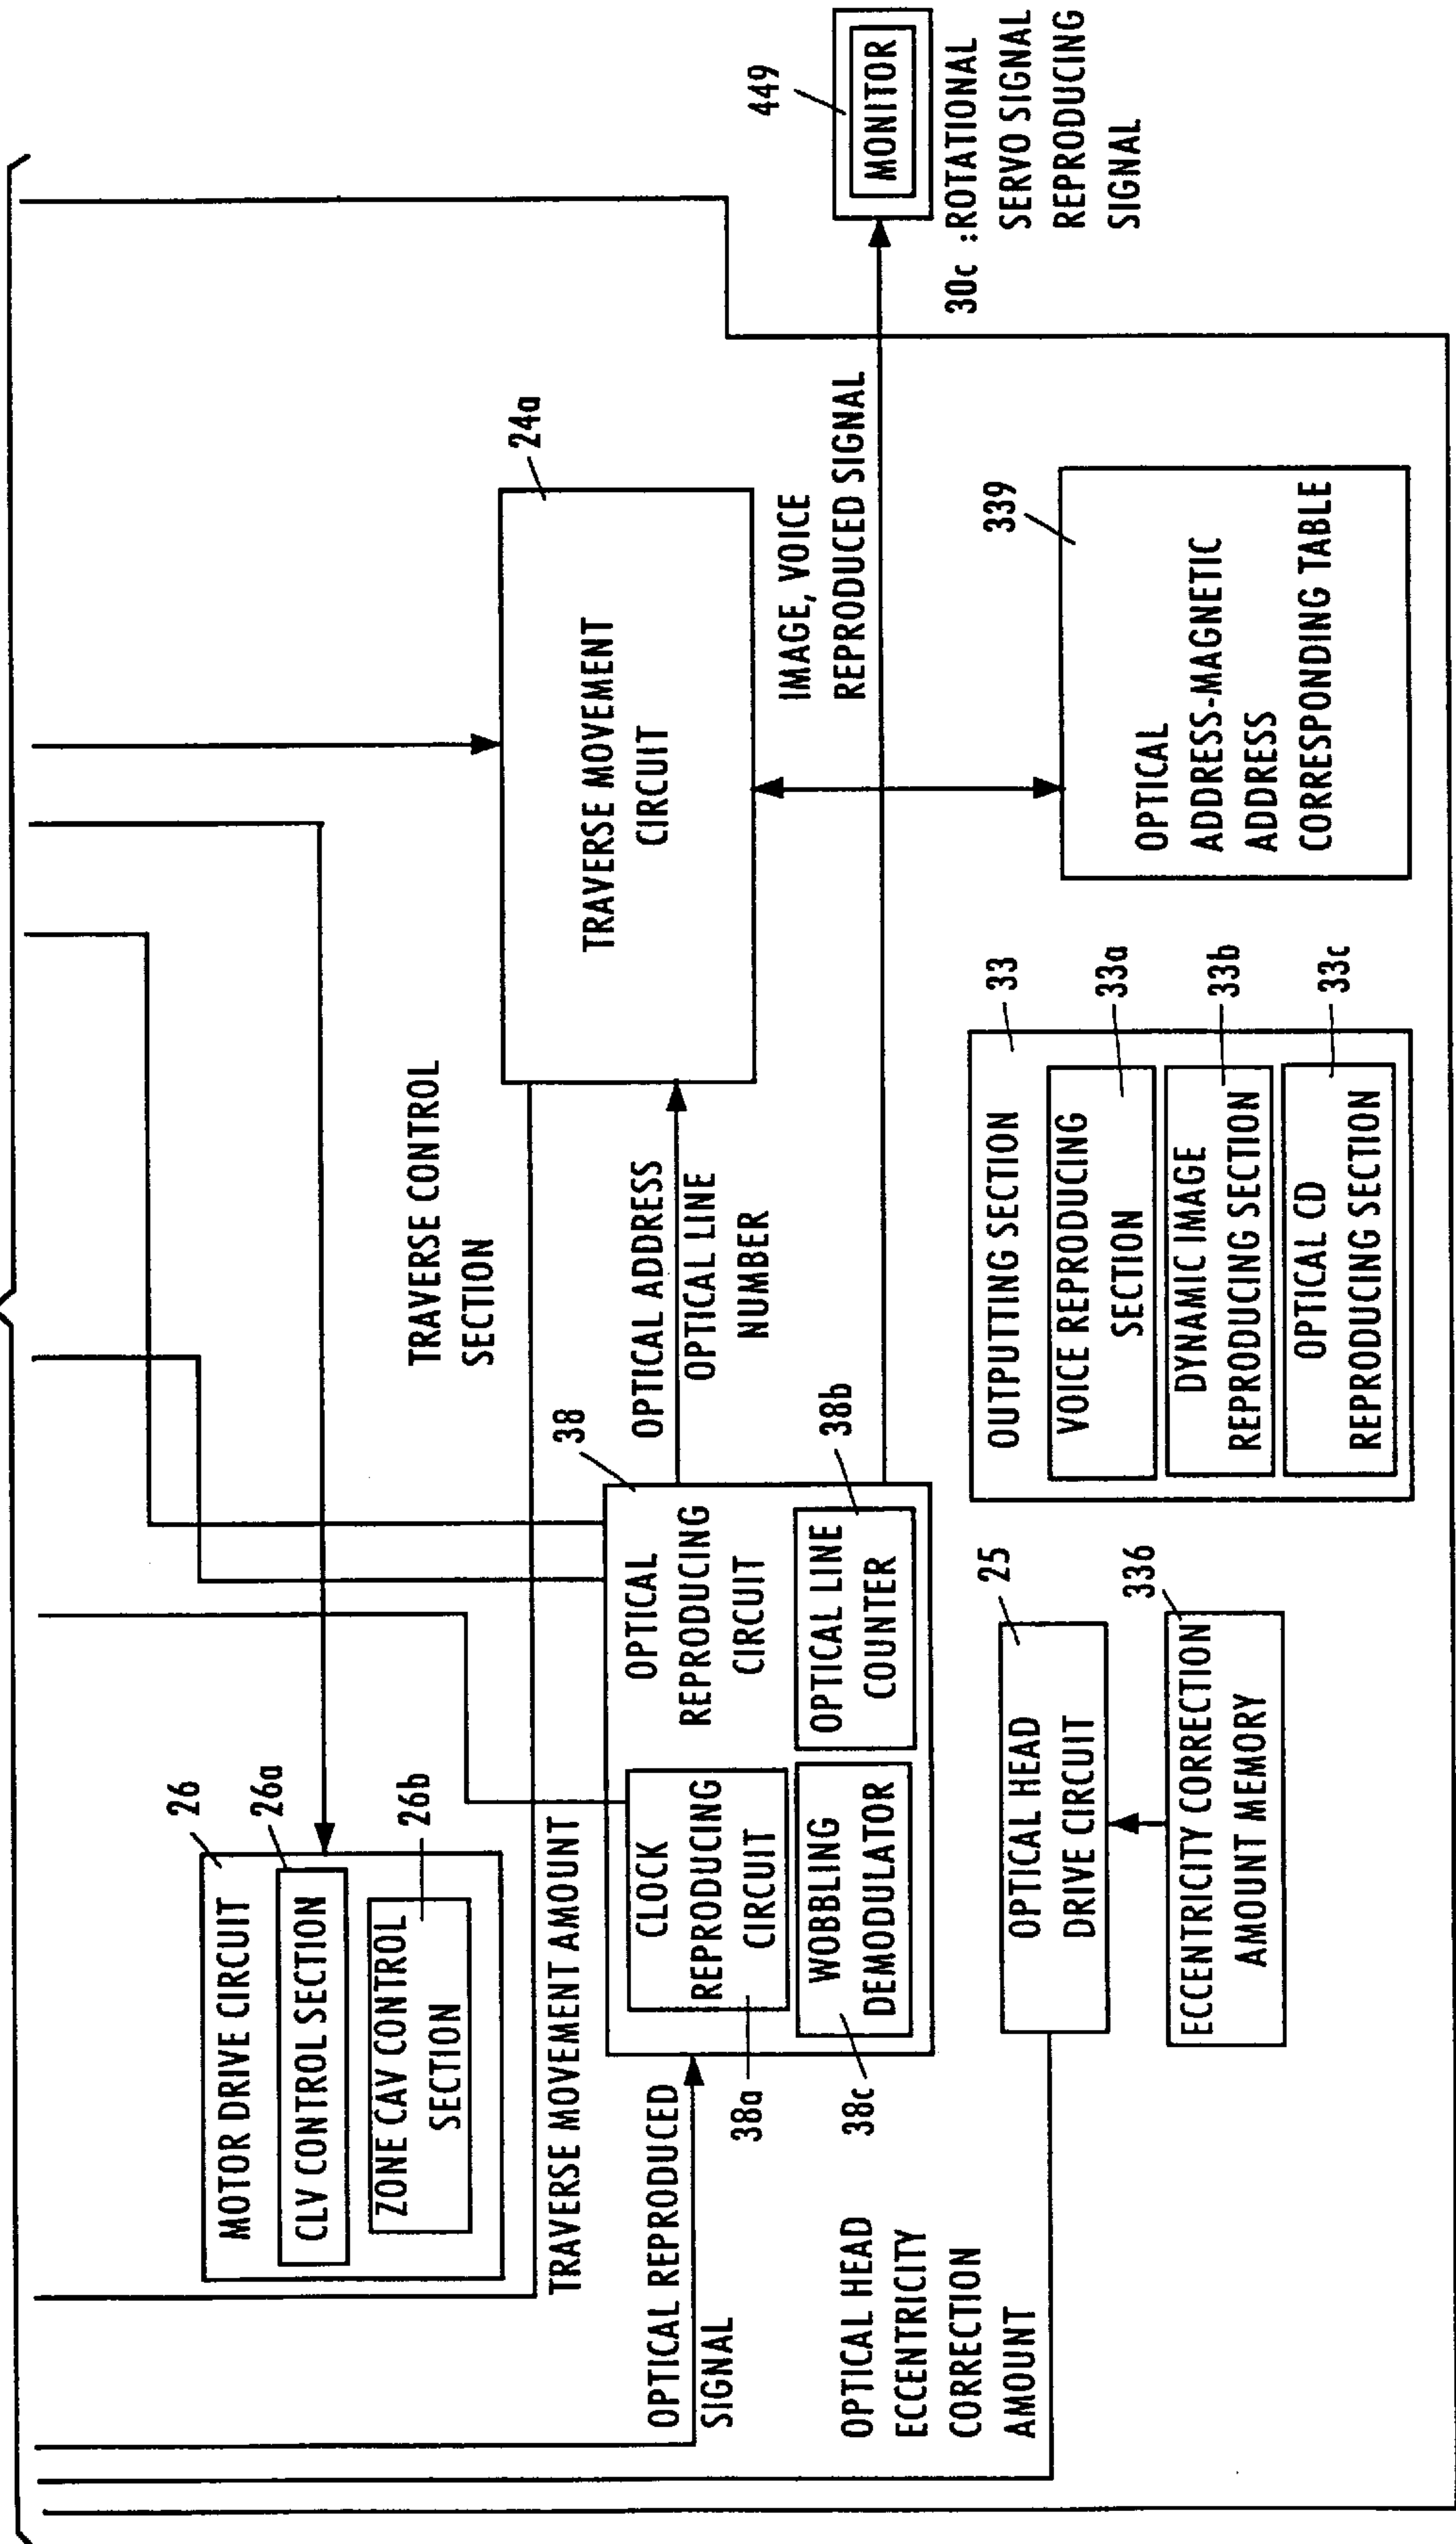 26
MOTOR DRIVE CIRCUIT
26a
CLV CONTROL SECTION
26b
ZONE CAV CONTROL
SECTION
TRAVERSE CONTROL
SECTION
24a
TRAVERSE MOVEMENT
CIRCUIT
TRAVERSE MOVEMENT AMOUNT
OPTICAL REPRODUCED
SIGNAL
38
OPTICAL
REPRODUCING
CIRCUIT
CLOCK
REPRODUCING
CIRCUIT
38a
WOBBLING
DEMODULATOR
38c
OPTICAL LINE
COUNTER
38b
OPTICAL ADDRESS
OPTICAL LINE
NUMBER
IMAGE, VOICE
REPRODUCED SIGNAL
449
MONITOR
30c :ROTATIONAL
SERVO SIGNAL
REPRODUCING
SIGNAL
OPTICAL HEAD
ECCENTRICITY
CORRECTION
AMOUNT
25
OPTICAL HEAD
DRIVE CIRCUIT
336
ECCENTRICITY CORRECTION
AMOUNT MEMORY
33
OUTPUTING SECTION
33a
VOICE REPRODUCING
SECTION
33b
DYNAMIC IMAGE
REPRODUCING SECTION
33c
OPTICAL CD
REPRODUCING SECTION
339
OPTICAL
ADDRESS-MAGNETIC
ADDRESS
CORRESPONDING TABLE